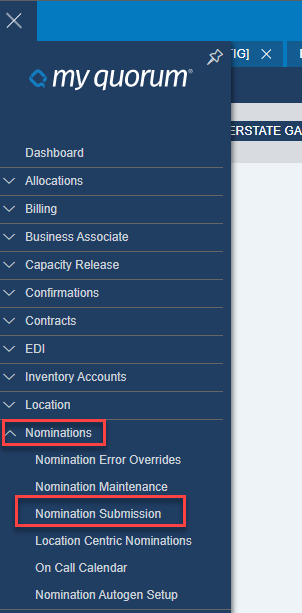 TIG] ×
my quorum®
ERSTATE GA
Dashboard
Allocations
Billing
Business Associate
Capacity Release
Confirmations
Contracts
EDI
Inventory Accounts
Location
Nominations
Nomination Error Overrides
Nomination Maintenance
Nomination Submission
Location Centric Nominations
On Call Calendar
Nomination Autogen Setup